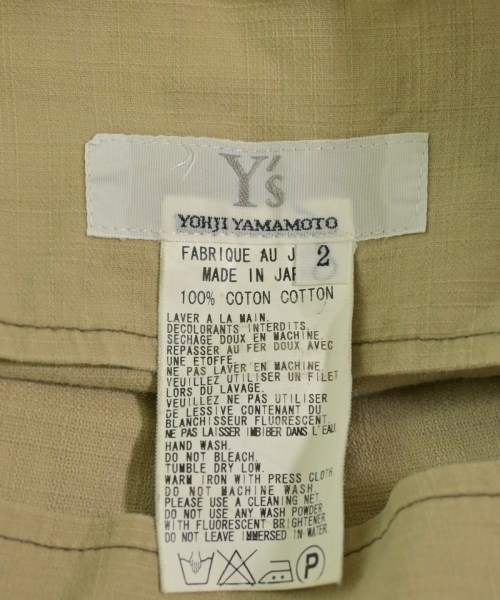 Y's
YOHJI YAMAMOTO
FABRIQUE AU J 2
MADE IN JAP
100% COTON COTTON
LAVER A LA MAIN.
DECOLORANTS INTERDITS.
SECHAGE DOUX EN MACHINE.
REPASSER AU FER DOUX AVEC
UNE ETOFFE.
NE PAS LAVER EN MACHINE
VEUILLEZ UTILISER UN FILET
LORS DU LAVAGE.
VEUILLEZ NE PAS UTILISER
DE LESSIVE CONTENANT DU
BLANCHISSEUR FLUORESCENT.
NE PAS LAISSER IMBIBER DANS L'EAU
HAND WASH.
DO NOT BLEACH.
TUMBLE DRY LOW.
WARM IRON WITH PRESS CLOTH
DO NOT MACHINE WASH.
PLEASE USE A CLEANING NET.
DO NOT USE ANY WASH POWDER
WITH FLUORESCENT BRIGHTENER.
DO NOT LEAVE IMMERSED IN WATER.
P